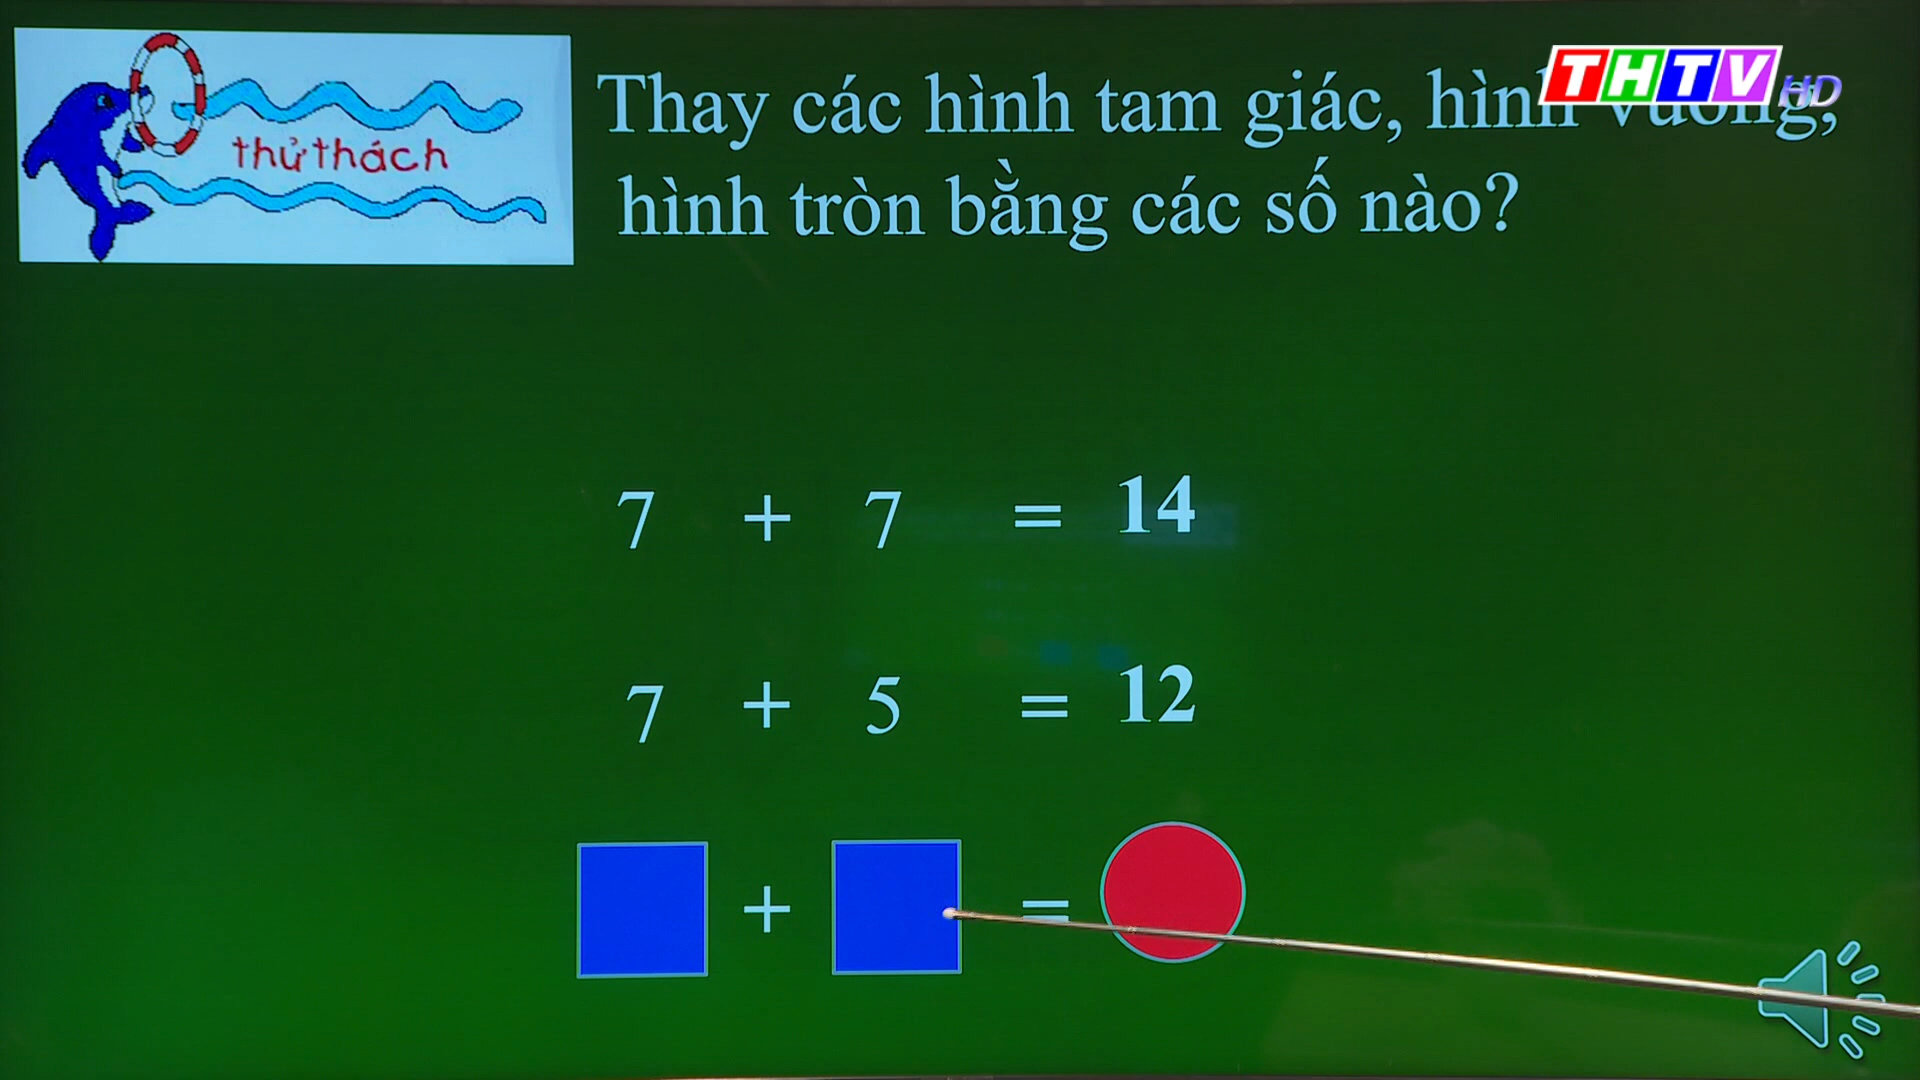 thử thách
Thay các hình tam giác, hình vuông,
hình tròn bằng các số nào?
THTV HD
7 + 7 = 14
7 + 5 = 12
+ =